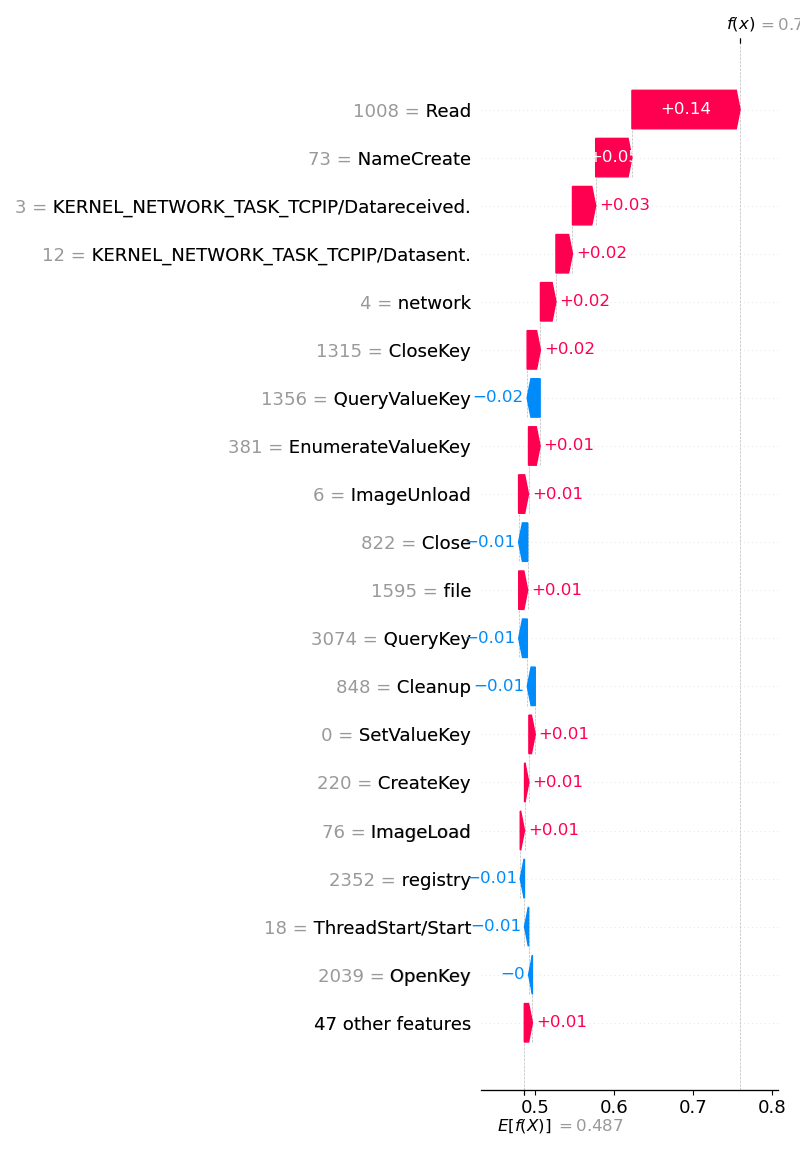 f(x) = 0.7
1008 = Read
+0.14
73 = NameCreate
3 = KERNEL_NETWORK_TASK_TCPIP/Datareceived.
+0.03
12 = KERNEL_NETWORK_TASK_TCPIP/Datasent.
+0.02
4 = network
+0.02
1315 = CloseKey
+0.02
1356 = QueryValueKey
−0.02
381 = EnumerateValueKey
+0.01
6 = ImageUnload
+0.01
822 = Close
−0.01
1595 = file
+0.01
3074 = QueryKey
−0.01
848 = Cleanup
−0.01
0 = SetValueKey
+0.01
220 = CreateKey
+0.01
76 = ImageLoad
+0.01
2352 = registry
−0.01
18 = ThreadStart/Start
−0.01
2039 = OpenKey
−0
47 other features
+0.01
0.5 0.6 0.7 0.8
E[f(X)] = 0.487